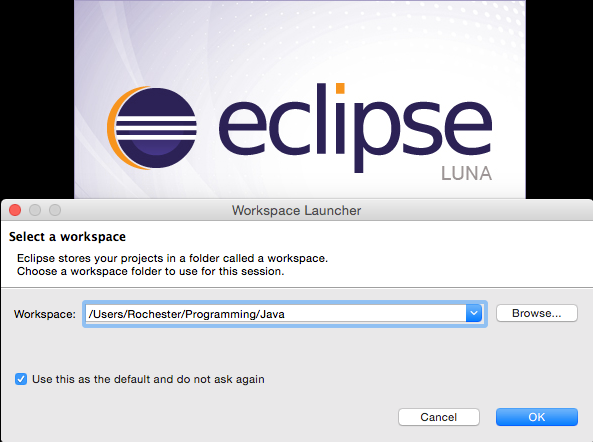 eclipse
LUNA
Workspace Launcher
Select a workspace
Eclipse stores your projects in a folder called a workspace.
Choose a workspace folder to use for this session.
Workspace: /Users/Rochester/Programming/Java Browse...
Use this as the default and do not ask again
Cancel OK